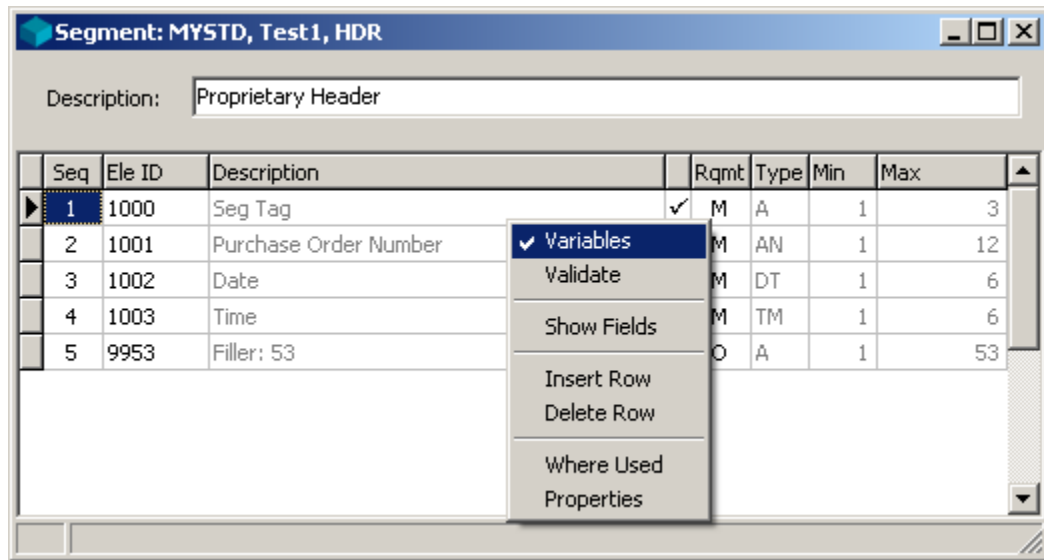 Segment: MYSTD, Test1, HDR
Description: Proprietary Header
Seq Ele ID Description Rqmt Type Min Max
1 1000 Seg Tag M A 1 3
2 1001 Purchase Order Number M AN 1 12
3 1002 Date M DT 1 6
4 1003 Time M TM 1 6
5 9953 Filler: 53 O A 1 53
Variables
Validate
Show Fields
Insert Row
Delete Row
Where Used
Properties